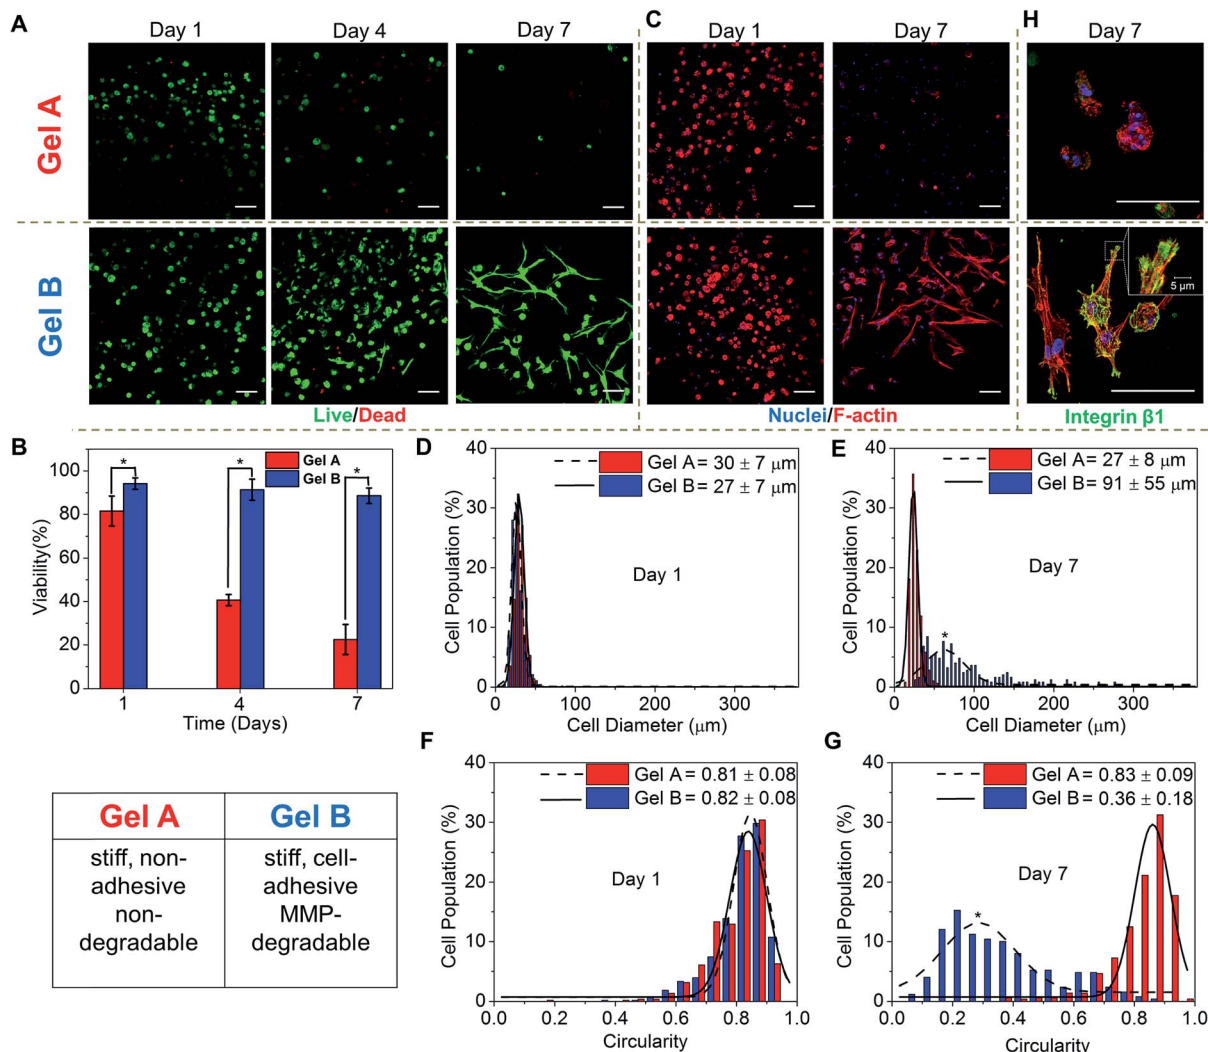 A
Day 1
Day 4
Day 7
C
Day 1
Day 7
H
Day 7
Gel A
Gel B
5 μm
Live/Dead
Nuclei/F-actin
Integrin β1
B
Gel A
Gel B
*
*
*
100
80
60
40
20
0
Viability(%)
1
4
7
Time (Days)
D
Gel A= 30 ± 7 μm
Gel B= 27 ± 7 μm
Day 1
40
30
20
10
0
Cell Population (%)
0
100
200
300
Cell Diameter (μm)
E
Gel A= 27 ± 8 μm
Gel B= 91 ± 55 μm
Day 7
*
40
30
20
10
0
Cell Population (%)
0
100
200
300
Cell Diameter (μm)
Gel A
Gel B
stiff, non-
adhesive
non-
degradable
stiff, cell-
adhesive
MMP-
degradable
F
Gel A= 0.81 ± 0.08
Gel B= 0.82 ± 0.08
Day 1
40
30
20
10
0
Cell Population (%)
0.0
0.2
0.4
0.6
0.8
1.0
Circularity
G
Gel A= 0.83 ± 0.09
Gel B= 0.36 ± 0.18
Day 7
*
40
30
20
10
0
Cell Population (%)
0.0
0.2
0.4
0.6
0.8
1.0
Circularity